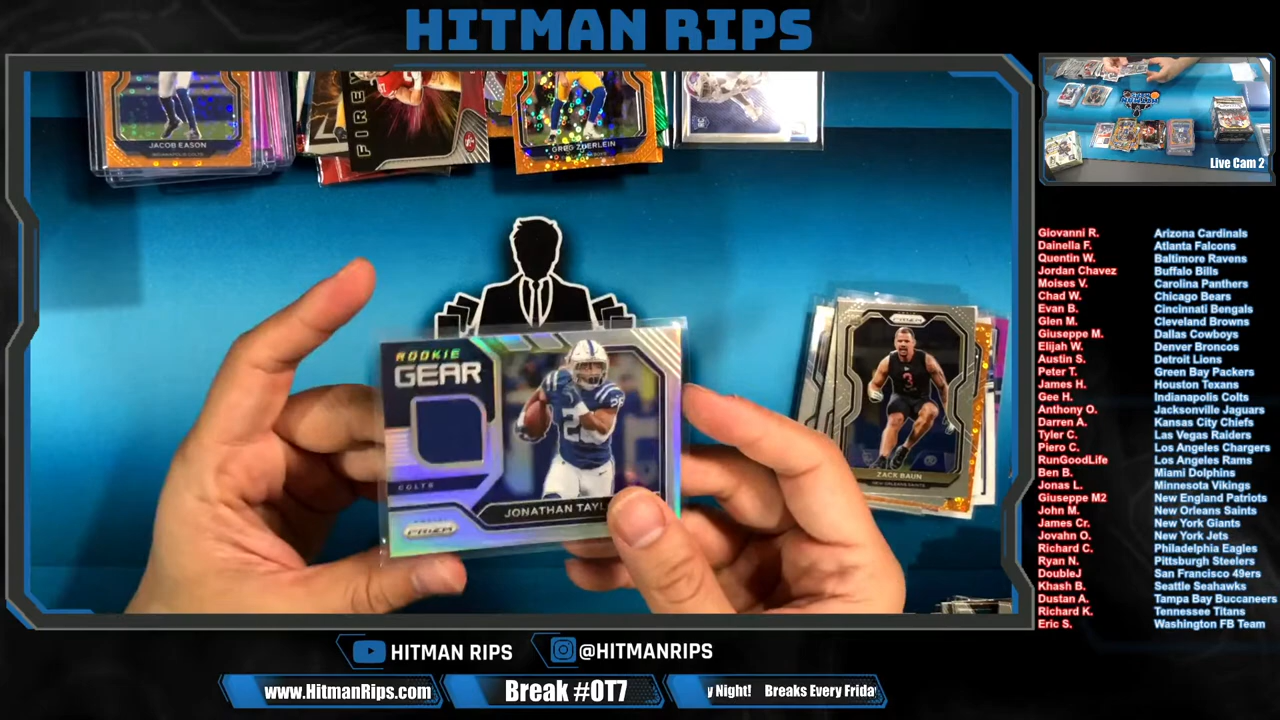 HITMAN RIPS
JACOB EASON
INDIANAPOLIS COLTS
FIRE
GREG ZUERLEIN
Live Cam 2
ROOKIE
GEAR
COLTS
JONATHAN TAYL
PRIZM
PRIZM
3
ZACK BAUN
NEW ORLEANS SAINTS
Giovanni R. Arizona Cardinals
Dainella F. Atlanta Falcons
Quentin W. Baltimore Ravens
Jordan Chavez Buffalo Bills
Moises V. Carolina Panthers
Chad W. Chicago Bears
Evan B. Cincinnati Bengals
Glen M. Cleveland Browns
Giuseppe M. Dallas Cowboys
Elijah W. Denver Broncos
Austin S. Detroit Lions
Peter T. Green Bay Packers
James H. Houston Texans
Gee H. Indianapolis Colts
Anthony O. Jacksonville Jaguars
Darren A. Kansas City Chiefs
Tyler C. Las Vegas Raiders
Piero C. Los Angeles Chargers
RunGoodLife Los Angeles Rams
Ben B. Miami Dolphins
Jonas L. Minnesota Vikings
Giuseppe M2 New England Patriots
John M. New Orleans Saints
James Cr. New York Giants
Jovahn O. New York Jets
Richard C. Philadelphia Eagles
Ryan N. Pittsburgh Steelers
DoubleJ San Francisco 49ers
Khash B. Seattle Seahawks
Dustan A. Tampa Bay Buccaneers
Richard K. Tennessee Titans
Eric S. Washington FB Team
HITMAN RIPS
@HITMANRIPS
www.HitmanRips.com
Break #OT7
y Night! Breaks Every Friday